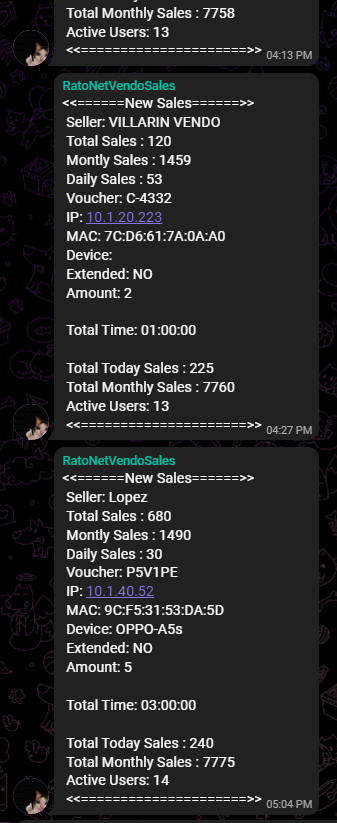 Total Monthly Sales : 7758
Active Users: 13
<<======================>>
04:13 PM
RatoNetVendoSales
<<======New Sales======>>
Seller: VILLARIN VENDO
Total Sales : 120
Montly Sales : 1459
Daily Sales : 53
Voucher: C-4332
IP: 10.1.20.223
MAC: 7C:D6:61:7A:0A:A0
Device:
Extended: NO
Amount: 2
Total Time: 01:00:00
Total Today Sales : 225
Total Monthly Sales : 7760
Active Users: 13
<<======================>>
04:27 PM
RatoNetVendoSales
<<======New Sales======>>
Seller: Lopez
Total Sales : 680
Montly Sales : 1490
Daily Sales : 30
Voucher: P5V1PE
IP: 10.1.40.52
MAC: 9C:F5:31:53:DA:5D
Device: OPPO-A5s
Extended: NO
Amount: 5
Total Time: 03:00:00
Total Today Sales : 240
Total Monthly Sales : 7775
Active Users: 14
<<======================>>
05:04 PM